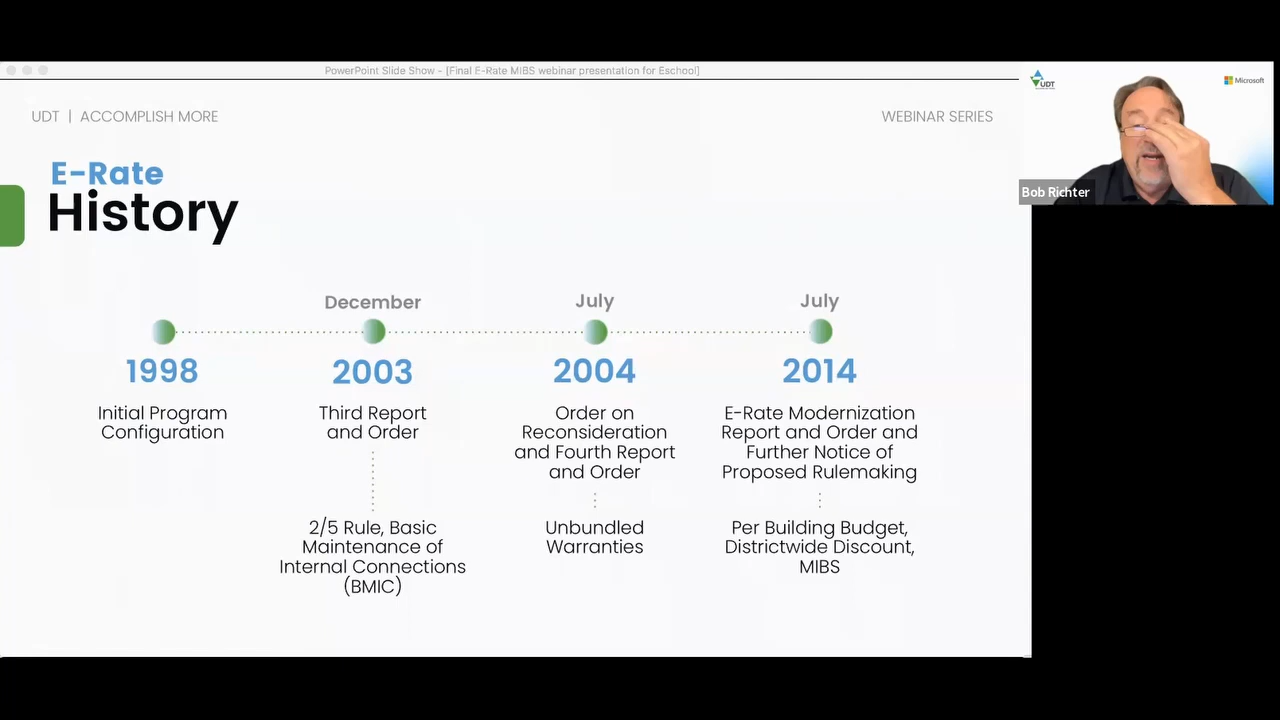 PowerPoint Slide Show - [Final E-Rate MIBS webinar presentation for Eschool]
UDT | ACCOMPLISH MORE
WEBINAR SERIES
UDT
Microsoft
Bob Richter
E-Rate
History
December
July
July
1998
2003
2004
2014
Initial Program
Configuration
Third Report
and Order
Order on
Reconsideration
and Fourth Report
and Order
E-Rate Modernization
Report and Order and
Further Notice of
Proposed Rulemaking
2/5 Rule, Basic
Maintenance of
Internal Connections
(BMIC)
Unbundled
Warranties
Per Building Budget,
Districtwide Discount,
MIBS